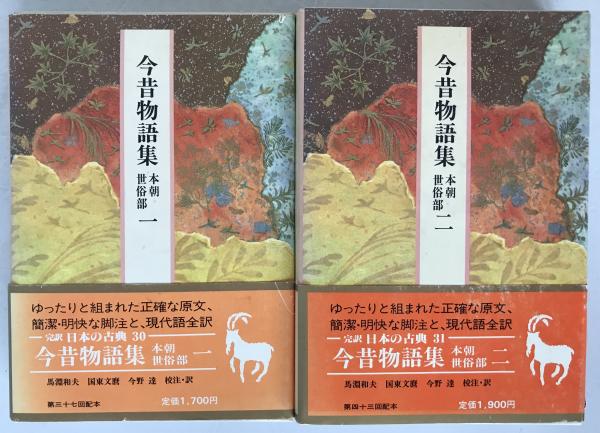 今昔物語集 本朝世俗部 一
ゆったりと組まれた正確な原文、
簡潔・明快な脚注と、現代語全訳
完訳 日本の古典 30
今昔物語集 本朝世俗部 一
馬淵和夫 国東文麿 今野 達 校注・訳
第三十七回配本
定価1,700円
今昔物語集 本朝世俗部 二
ゆったりと組まれた正確な原文、
簡潔・明快な脚注と、現代語全訳
完訳 日本の古典 31
今昔物語集 本朝世俗部 二
馬淵和夫 国東文麿 今野 達 校注・訳
第四十三回配本
定価1,900円